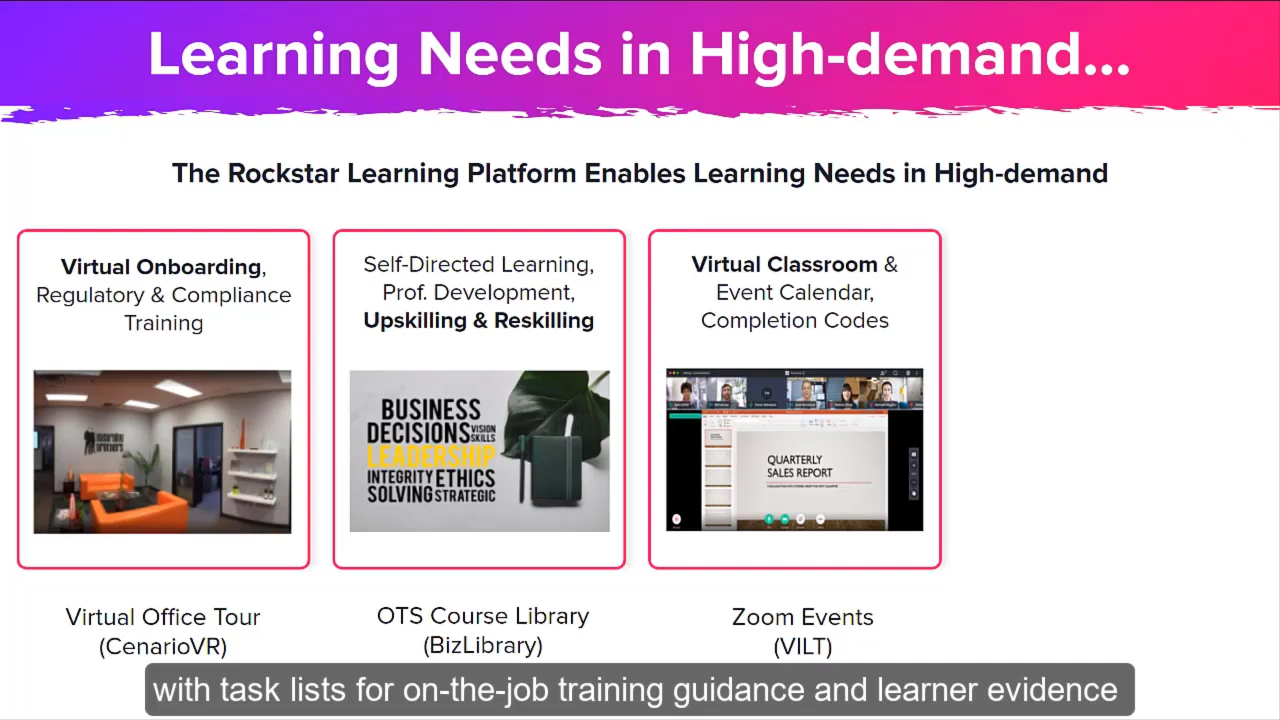 Learning Needs in High-demand...
The Rockstar Learning Platform Enables Learning Needs in High-demand
Virtual Onboarding,
Regulatory & Compliance
Training
Self-Directed Learning,
Prof. Development,
Upskilling & Reskilling
Virtual Classroom &
Event Calendar,
Completion Codes
BUSINESS
DECISIONS
VISION
SKILLS
LEADERSHIP
INTEGRITY ETHICS
SOLVING STRATEGIC
QUARTERLY
SALES REPORT
Virtual Office Tour
(CenarioVR)
OTS Course Library
(BizLibrary)
Zoom Events
(VILT)
with task lists for on-the-job training guidance and learner evidence